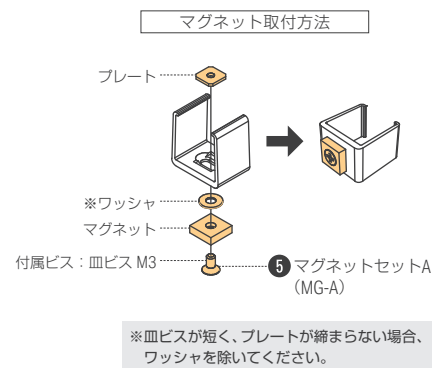 マグネット取付方法
プレート
※ワッシャ
マグネット
付属ビス：皿ビス M3
❺ マグネットセットA
（MG-A）
※皿ビスが短く、プレートが締まらない場合、
ワッシャを除いてください。